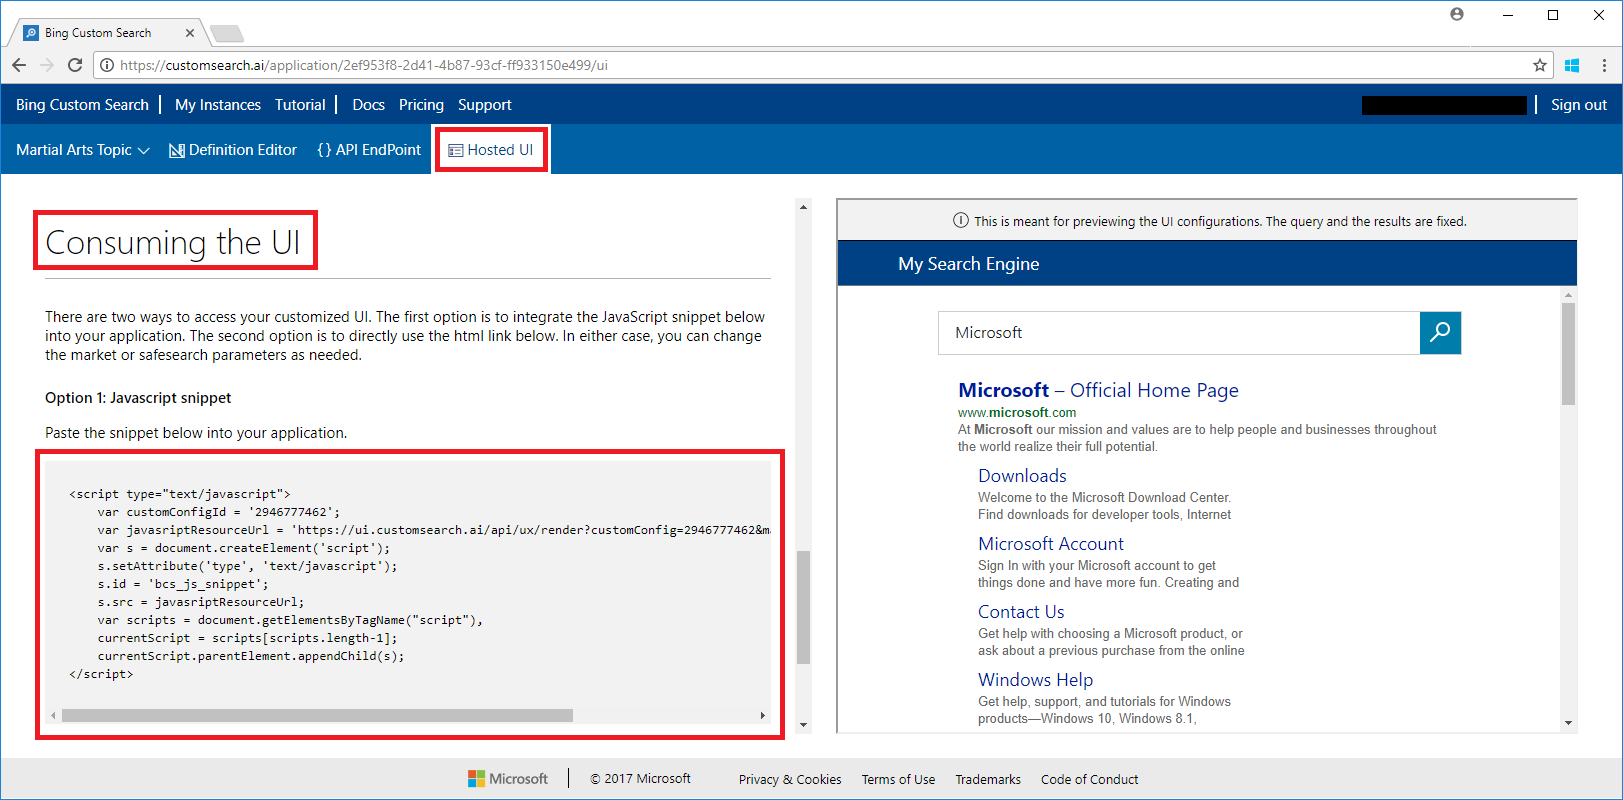 Bing Custom Search
https://customsearch.ai/application/2ef953f8-2d41-4b87-93cf-ff933150e499/ui
Bing Custom Search | My Instances Tutorial | Docs Pricing Support | Sign out
Martial Arts Topic Definition Editor {} API EndPoint Hosted UI
Consuming the UI
There are two ways to access your customized UI. The first option is to integrate the JavaScript snippet below
into your application. The second option is to directly use the html link below. In either case, you can change
the market or safesearch parameters as needed.
Option 1: Javascript snippet
Paste the snippet below into your application.
<script type="text/javascript">
var customConfigId = '2946777462';
var javasriptResourceUrl = 'https://ui.customsearch.ai/api/ux/render?customConfig=2946777462&m
var s = document.createElement('script');
s.setAttribute('type', 'text/javascript');
s.id = 'bcs_js_snippet';
s.src = javasriptResourceUrl;
var scripts = document.getElementsByTagName("script"),
currentScript = scripts[scripts.length-1];
currentScript.parentElement.appendChild(s);
</script>
This is meant for previewing the UI configurations. The query and the results are fixed.
My Search Engine
Microsoft
Microsoft – Official Home Page
www.microsoft.com
At Microsoft our mission and values are to help people and businesses throughout
the world realize their full potential.
Downloads
Welcome to the Microsoft Download Center.
Find downloads for developer tools, Internet
Microsoft Account
Sign In with your Microsoft account to get
things done and have more fun. Creating and
Contact Us
Get help with choosing a Microsoft product, or
ask about a previous purchase from the online
Windows Help
Get help, support, and tutorials for Windows
products—Windows 10, Windows 8.1,
Microsoft | © 2017 Microsoft Privacy & Cookies Terms of Use Trademarks Code of Conduct